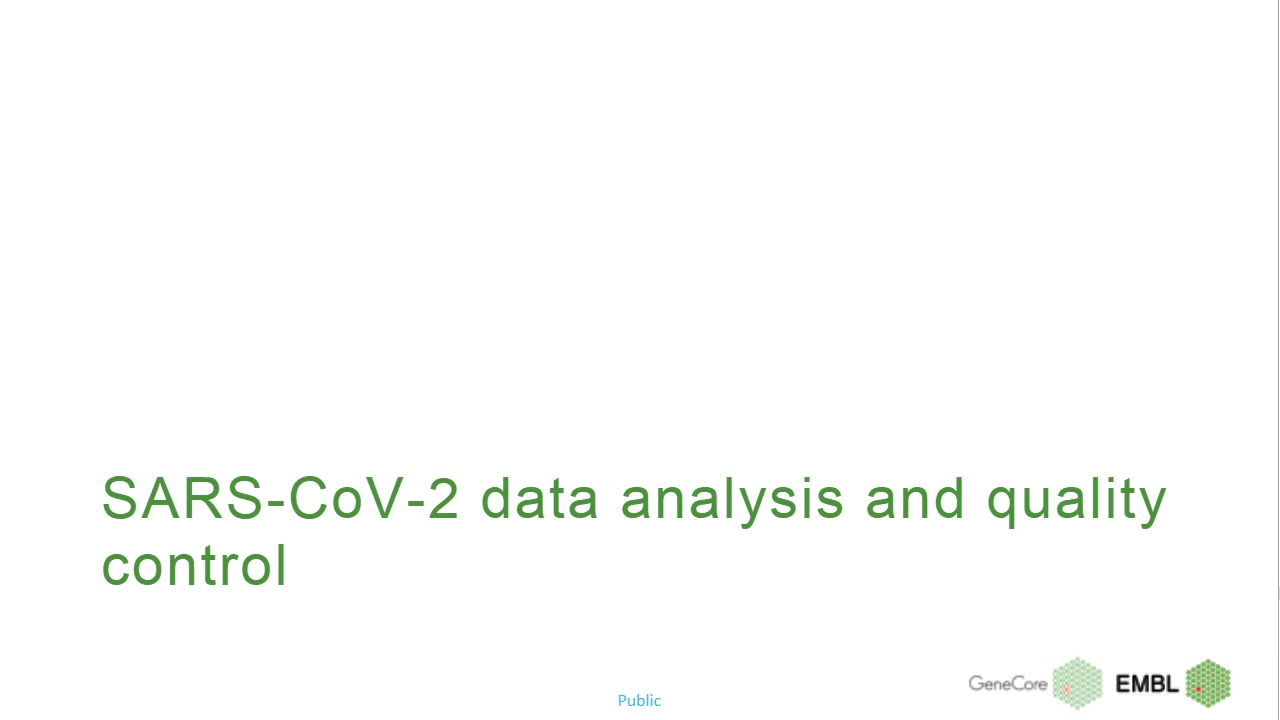 SARS-CoV-2 data analysis and quality
control
GeneCore EMBL
Public